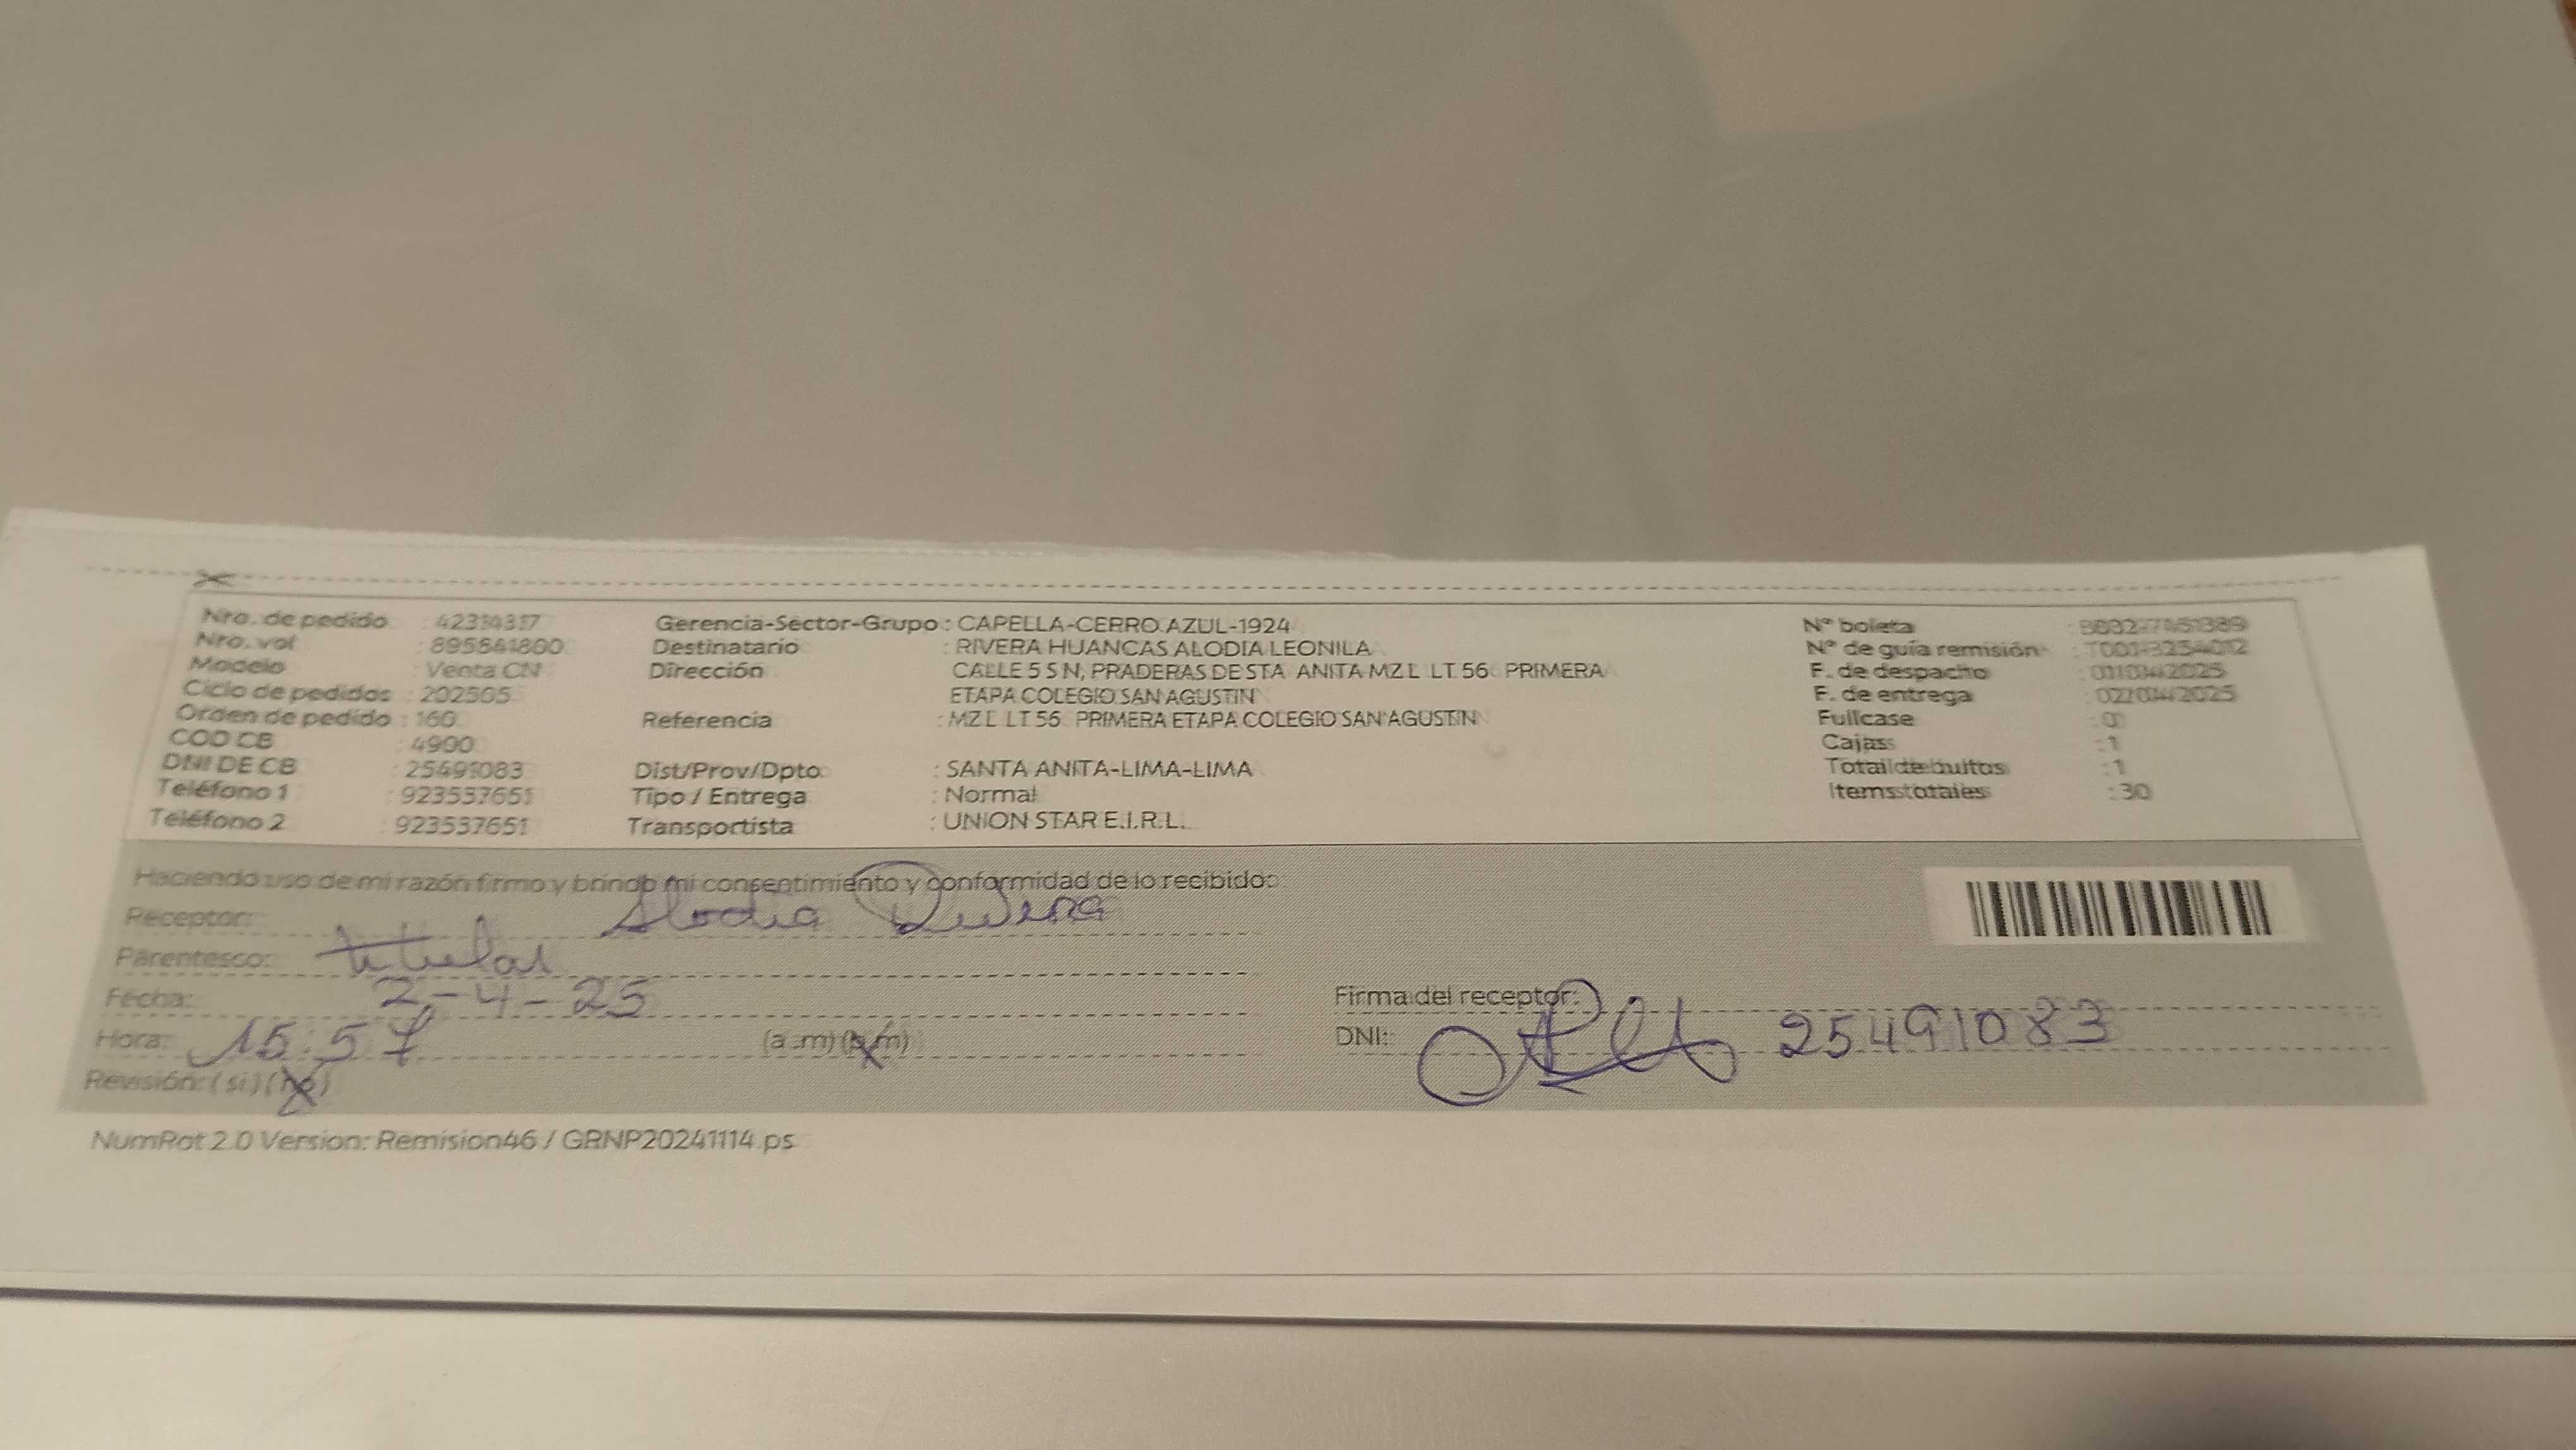 Nro. de pedido : 42314317 Gerencia-Sector-Grupo : CAPELLA-CERRO AZUL-1924 N° boleta
Nro. vol : 895841800 Destinatario : RIVERA HUANCAS ALODIA LEONILA N° de guía remisión
Modelo : Venta CN Dirección CALLE 5 S N, PRADERAS DE STA ANITA MZ L LT 56 PRIMERA F. de despacho : 01/04/2025
Ciclo de pedidos : 202505 ETAPA COLEGIO SAN AGUSTIN F. de entrega : 02/04/2025
Orden de pedido : 160 Referencia : MZ L LT 56 PRIMERA ETAPA COLEGIO SAN AGUSTIN Fullcase : 0
COD CB : 4900 Cajas : 1
DNI DE CB : 25491083 Dist/Prov/Dpto : SANTA ANITA-LIMA-LIMA Total de bultos : 1
Teléfono 1 : 923537651 Tipo / Entrega : Normal Items totales : 30
Teléfono 2 : 923537651 Transportista : UNION STAR E.I.R.L.
Haciendo uso de mi razón firmo y brindo mi consentimiento y conformidad de lo recibido:
Receptor: Alodia Rivera
Parentesco: titular
Fecha: 2-4-25 Firma del receptor:
Hora: 15:57 (a.m) (p.m) DNI: 25491083
Revisión: (si) (no)
NumRot 2.0 Version: Remision46 / GRNP20241114.ps